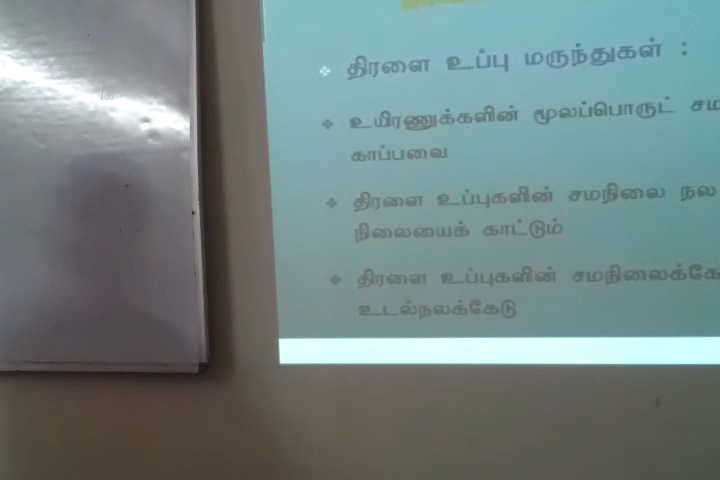 திரளை உப்பு மருந்துகள் :
உயிரணுக்களின் மூலப்பொருட்
காப்பவை
திரளை உப்புகளின் சமநிலை நல
நிலையைக் காட்டும்
திரளை உப்புகளின் சமநிலைக்கே
உடல்நலக்கேடு